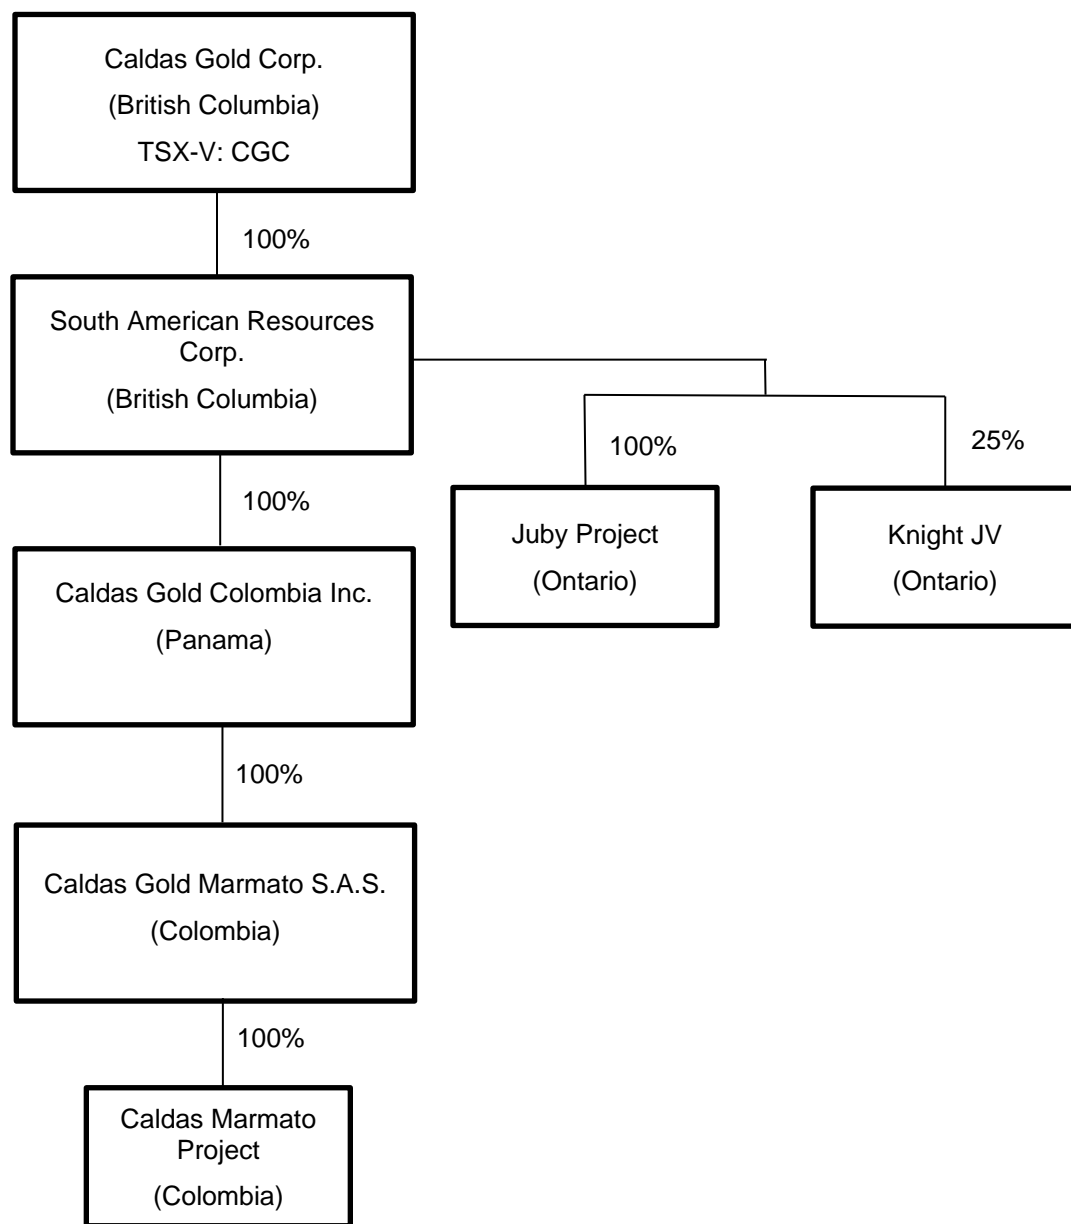 Caldas Gold Corp.
(British Columbia)
TSX-V: CGC
100%
South American Resources
Corp.
(British Columbia)
100%
25%
100%
Juby Project
(Ontario)
Knight JV
(Ontario)
Caldas Gold Colombia Inc.
(Panama)
100%
Caldas Gold Marmato S.A.S.
(Colombia)
100%
Caldas Marmato
Project
(Colombia)